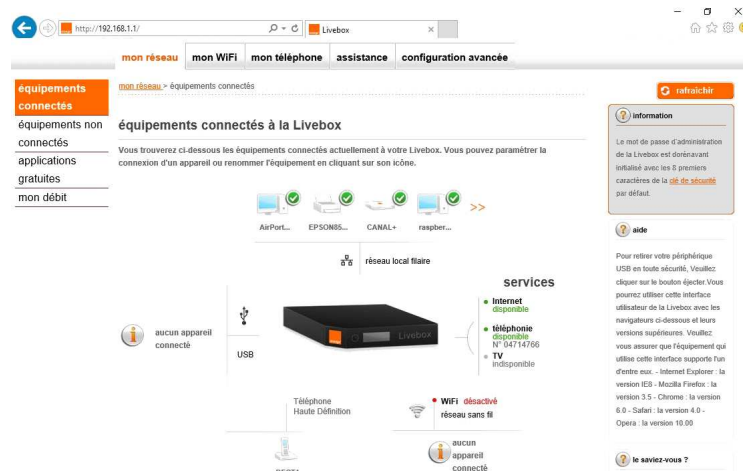 http://192.168.1.1/
Livebox
mon réseau mon WiFi mon téléphone assistance configuration avancée
équipements
connectés
équipements non
connectés
applications
gratuites
mon débit
mon réseau > équipements connectés
équipements connectés à la Livebox
Vous trouverez ci-dessous les équipements connectés actuellement à votre Livebox. Vous pouvez paramétrer la
connexion d'un appareil ou renommer l'équipement en cliquant sur son icône.
AirPort... EPSON85... CANAL+ raspber... >>
réseau local filaire
services
Internet
disponible
téléphonie
disponible
N° 04714766
TV
indisponible
Livebox
aucun appareil
connecté
USB
Téléphone
Haute Définition
WiFi désactivé
réseau sans fil
aucun
appareil
connecté
rafraîchir
information
Le mot de passe d'administration
de la Livebox est dorénavant
initialisé avec les 8 premiers
caractères de la clé de sécurité
par défaut.
aide
Pour retirer votre périphérique
USB en toute sécurité, Veuillez
cliquer sur le bouton éjecter.Vous
pourrez utiliser cette interface
utilisateur de la Livebox avec les
navigateurs ci-dessous et leurs
versions supérieures. Veuillez
vous assurer que l'équipement qui
utilise cette interface supporte l'un
d'entre eux. - Internet Explorer : la
version IE8 - Mozilla Firefox : la
version 3.5 - Chrome : la version
6.0 - Safari : la version 4.0 -
Opera : la version 10.00
le saviez-vous ?